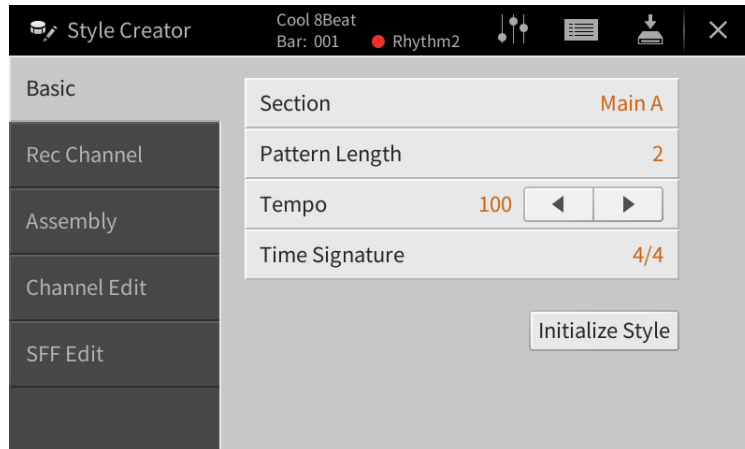 Style Creator
Cool 8Beat
Bar: 001 Rhythm2
Basic
Rec Channel
Assembly
Channel Edit
SFF Edit
Section Main A
Pattern Length 2
Tempo 100
Time Signature 4/4
Initialize Style